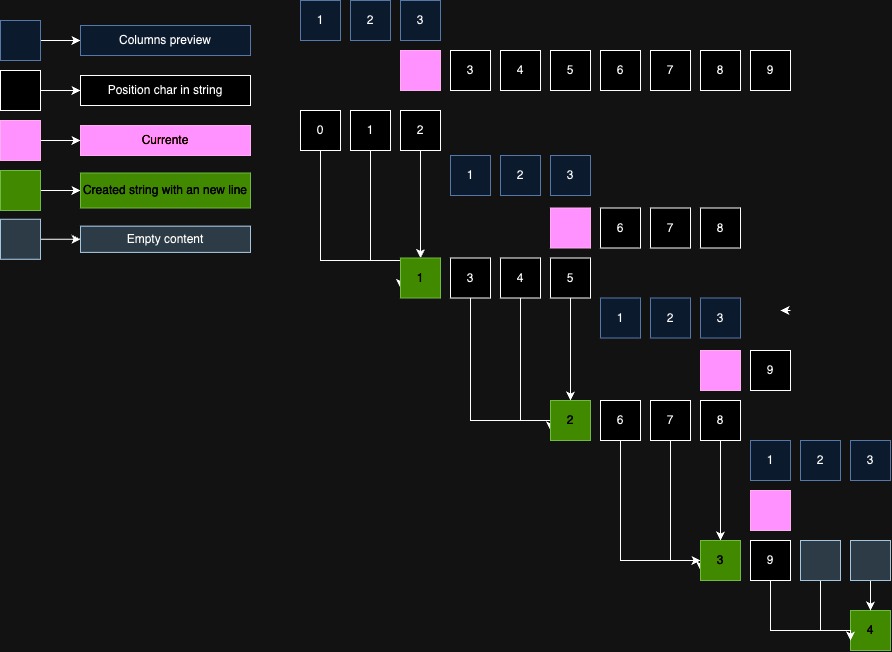 1 2 3
Columns preview
3 4 5 6 7 8 9
Position char in string
0 1 2
Currente
1 2 3
Created string with an new line
6 7 8
Empty content
1 3 4 5
1 2 3
9
2 6 7 8
1 2 3
3 9
4